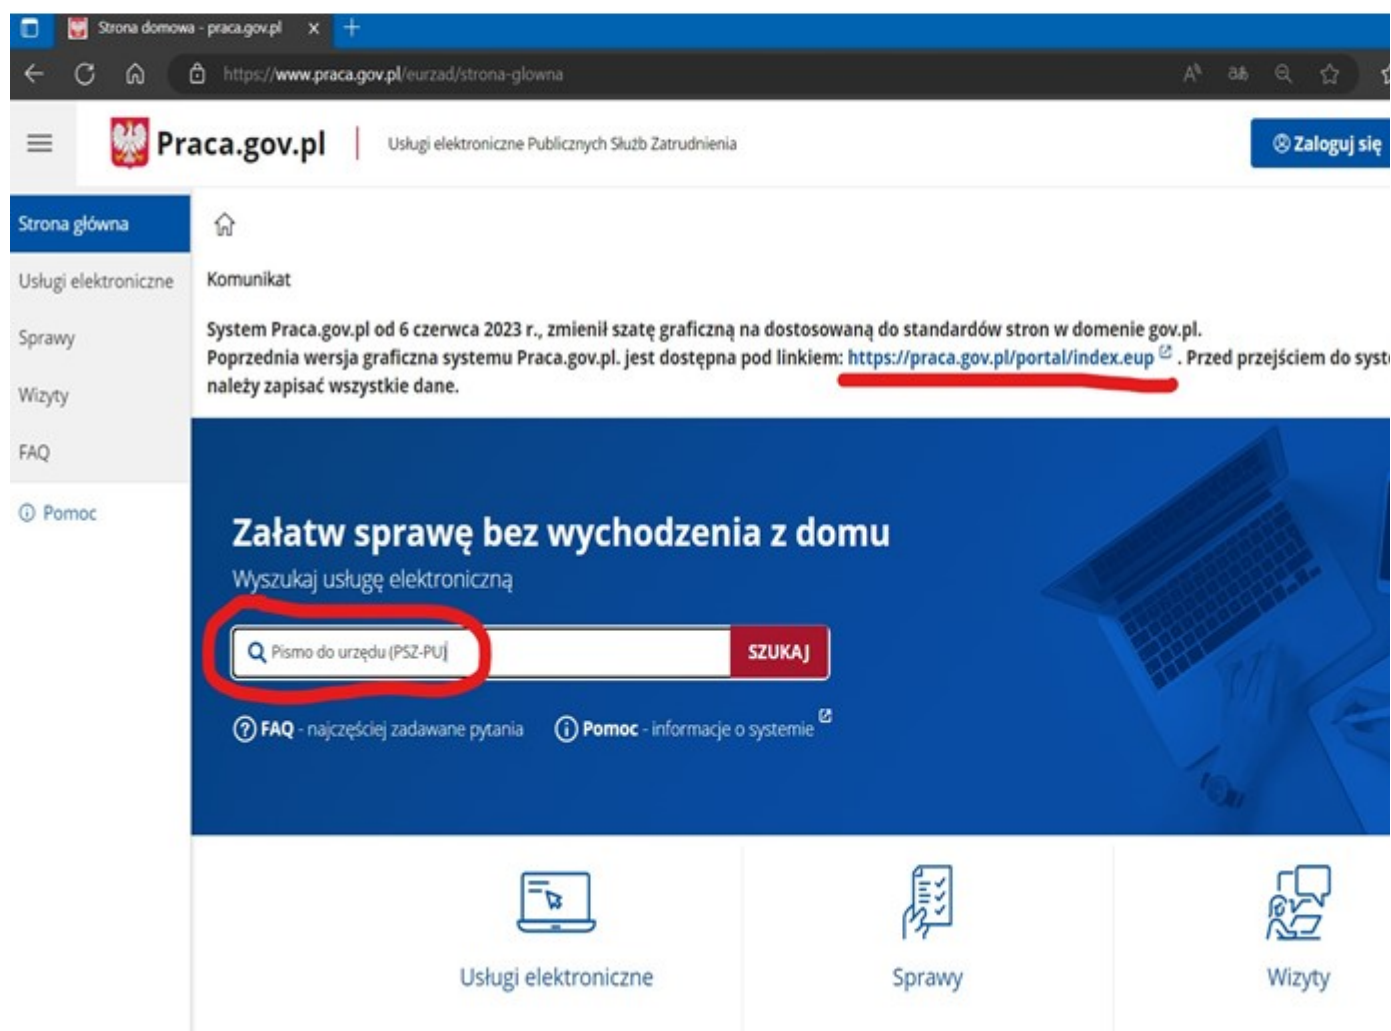 Strona domowa - praca.gov.pl
https://www.praca.gov.pl/eurzad/strona-glowna
Praca.gov.pl
Usługi elektroniczne Publicznych Służb Zatrudnienia
Zaloguj się
Strona główna
Usługi elektroniczne
Sprawy
Wizyty
FAQ
Pomoc
Komunikat
System Praca.gov.pl od 6 czerwca 2023 r., zmienił szatę graficzną na dostosowaną do standardów stron w domenie gov.pl.
Poprzednia wersja graficzna systemu Praca.gov.pl. jest dostępna pod linkiem: https://praca.gov.pl/portal/index.eup . Przed przejściem do syst
należy zapisać wszystkie dane.
Załatw sprawę bez wychodzenia z domu
Wyszukaj usługę elektroniczną
Pismo do urzędu (PSZ-PU)
SZUKAJ
FAQ - najczęściej zadawane pytania
Pomoc - informacje o systemie
Usługi elektroniczne
Sprawy
Wizyty